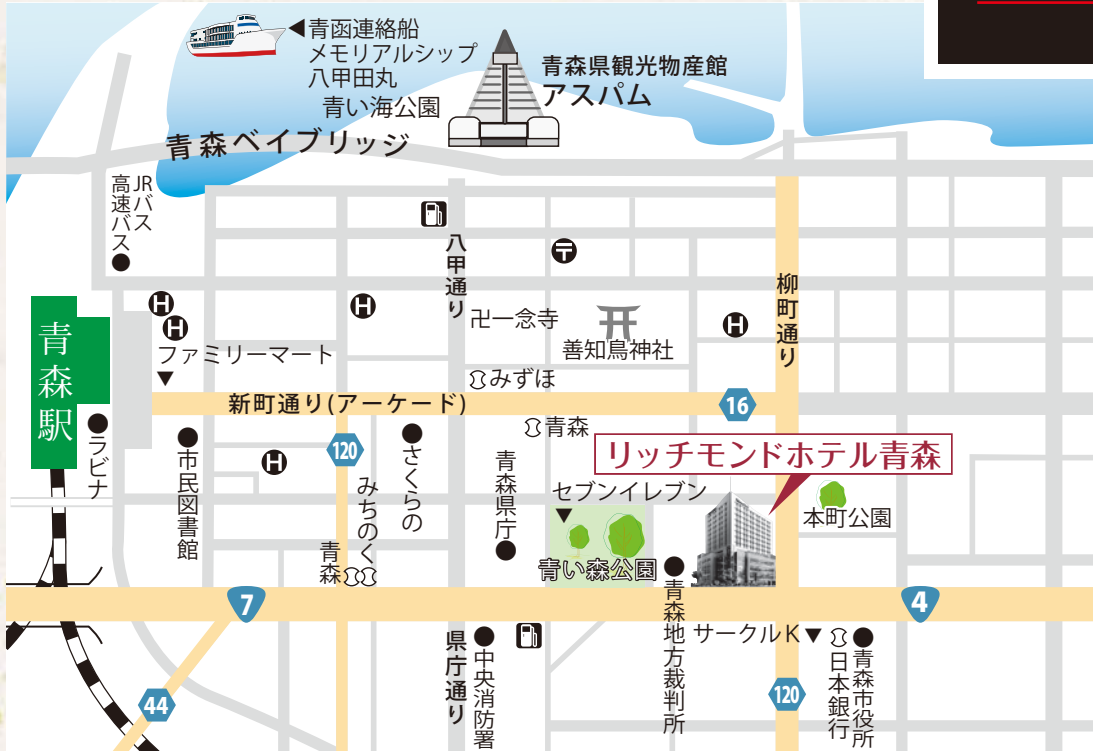 青函連絡船
メモリアルシップ
八甲田丸
青い海公園
青森県観光物産館
アスパム
青森ベイブリッジ
JRバス
高速バス
八甲通り
柳町通り
H
H
H
H
卍一念寺
善知鳥神社
青森駅
ファミリーマート
みずほ
新町通り(アーケード)
16
ラビナ
市民図書館
H
120
さくらの
青森
リッチモンドホテル青森
みちのく
青森
青森県庁
セブンイレブン
青い森公園
本町公園
7
4
青森地方裁判所
サークルK
県庁通り
中央消防署
日本銀行
青森市役所
44
120